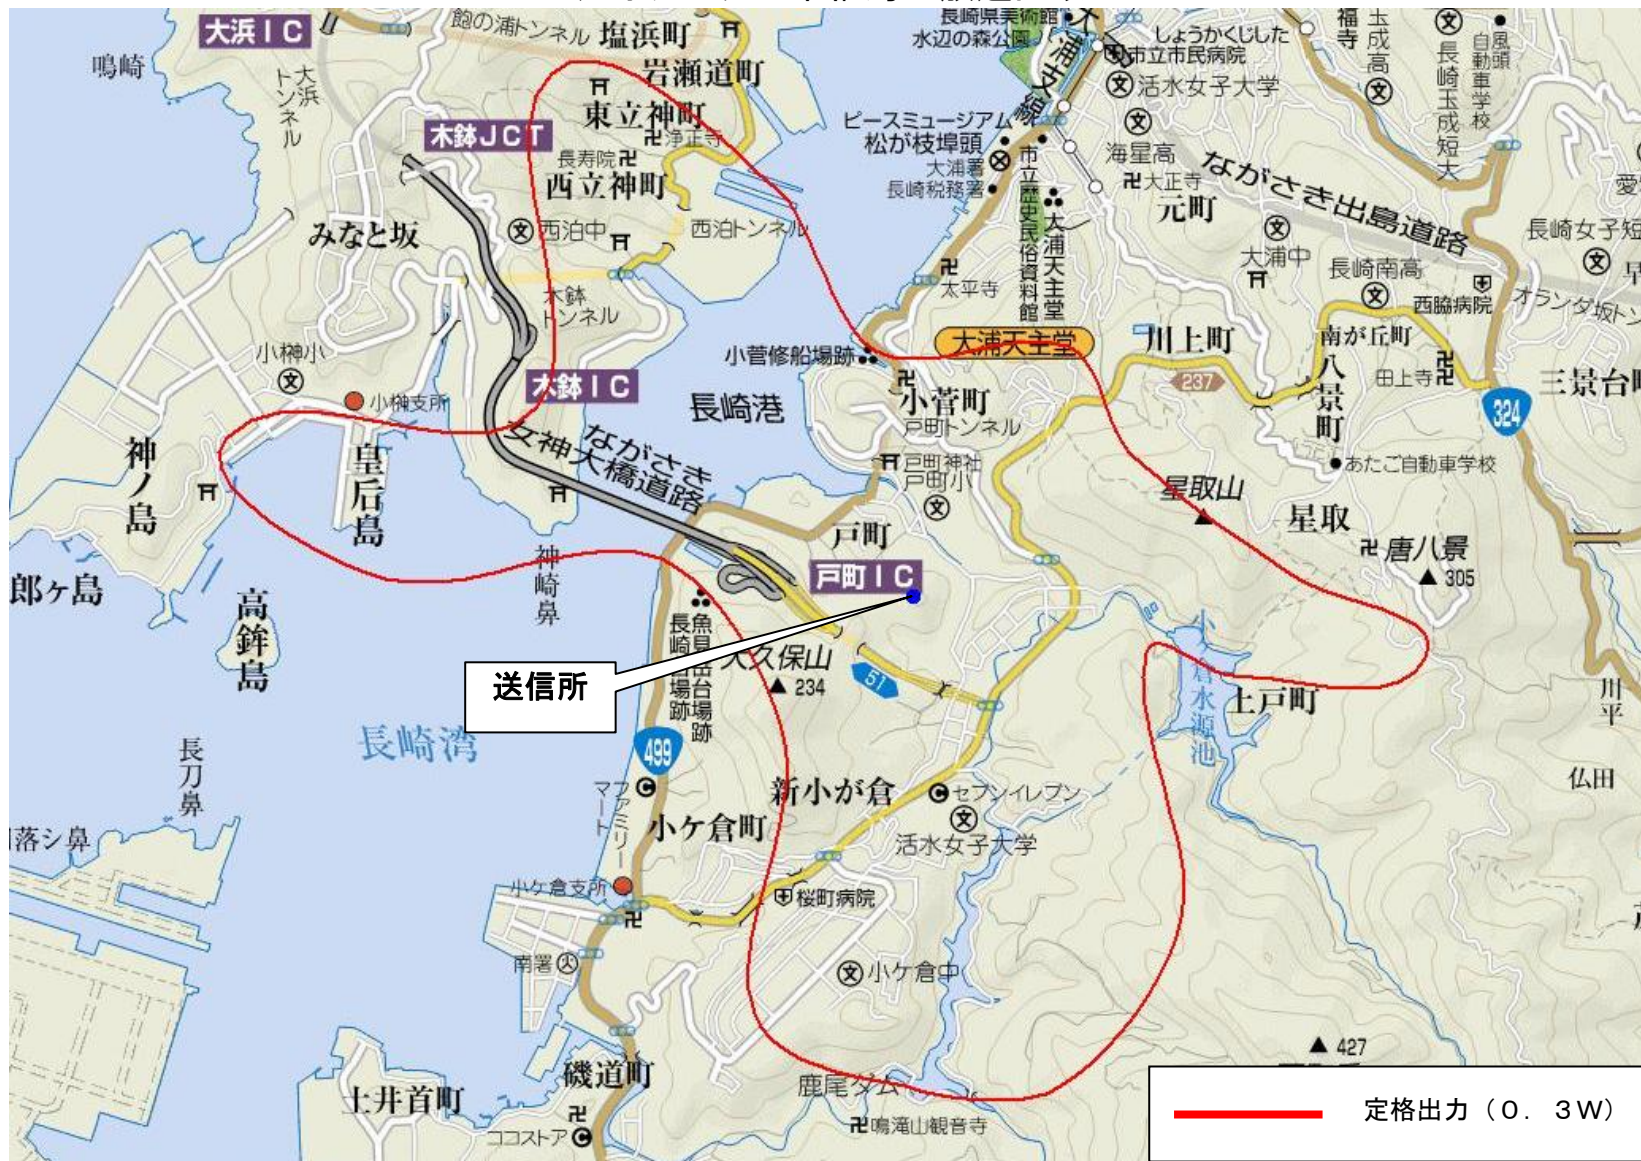 大浜ＩＣ
飽の浦トンネル
塩浜町
長崎県美術館
水辺の森公園
大浦支線
しょうかくじした
市立市民病院
福寺
玉成高
長崎玉成短大
風頭
自動車学校
鳴崎
大浜トンネル
岩瀬道町
東立神町
浄正寺
木鉢ＪＣＴ
長寿院
西立神町
活水女子大学
ピースミュージアム
松が枝埠頭
大浦署
長崎税務署
市立歴史民俗資料館
大浦天主堂
海星高
大正寺
元町
ながさき出島道路
みなと坂
西泊中
西泊トンネル
太平寺
大浦中
長崎南高
西脇病院
長崎女子短
オランダ坂トン
木鉢トンネル
小榊小
小榊支所
木鉢ＩＣ
小菅修船場跡
大浦天主堂
川上町
237
南が丘町
八景町
田上寺
三景台町
324
長崎港
小菅町
戸町トンネル
戸町神社
戸町小
あたご自動車学校
神ノ島
皇后島
ながさき
女神大橋道路
星取山
星取
唐八景
305
戸町
戸町ＩＣ
郎ヶ島
高鉾島
神崎鼻
魚見岳台場跡
大久保山
234
51
送信所
小ヶ倉水源池
上戸町
川平
長崎湾
499
長刀鼻
新小が倉
セブンイレブン
活水女子大学
仏田
ファミリーマート
小ケ倉町
落シ鼻
小ケ倉支所
桜町病院
南署
小ケ倉中
磯道町
土井首町
鹿尾ダム
鳴滝山観音寺
ココストア
427
定格出力（０．３Ｗ）